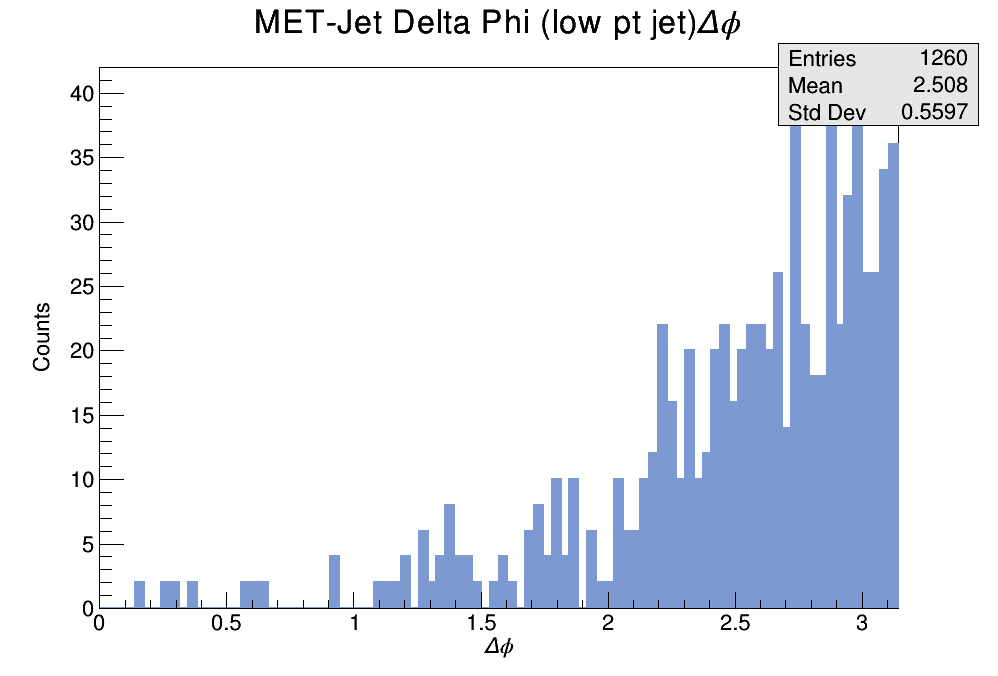 MET-Jet Delta Phi (low pt jet)Δϕ
Entries 1260
Mean 2.508
Std Dev 0.5597
40
35
30
25
20
15
10
5
0
Counts
0 0.5 1 1.5 2 2.5 3
Δϕ